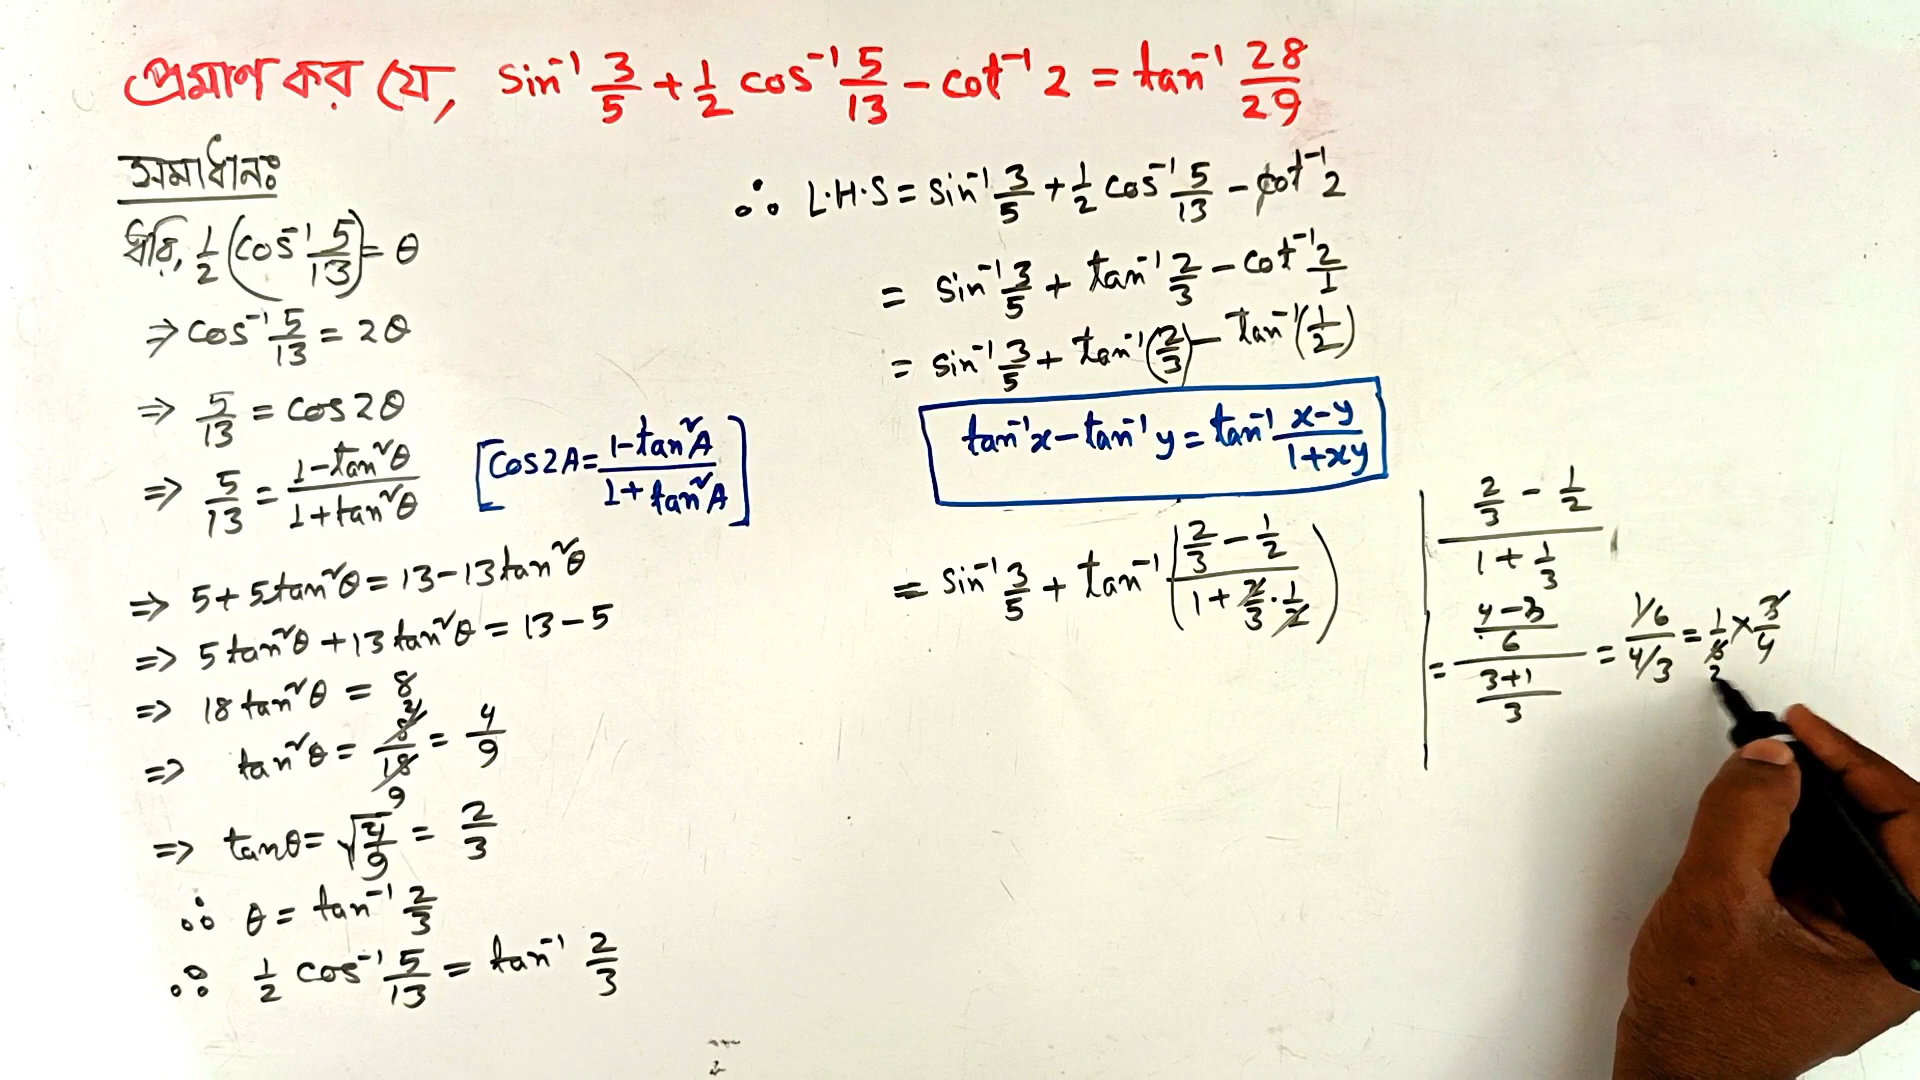 প্রমাণ কর যে, sin⁻¹ 3/5 + 1/2 cos⁻¹ 5/13 - cot⁻¹ 2 = tan⁻¹ 28/29
সমাধানঃ
ধরি, 1/2 (cos⁻¹ 5/13) = θ
⇒ cos⁻¹ 5/13 = 2θ
⇒ 5/13 = cos2θ
⇒ 5/13 = (1-tan²θ)/(1+tan²θ) [cos2A = (1-tan²A)/(1+tan²A)]
⇒ 5+5tan²θ = 13-13tan²θ
⇒ 5tan²θ + 13tan²θ = 13-5
⇒ 18tan²θ = 8
⇒ tan²θ = 8/18 = 4/9
⇒ tanθ = √(4/9) = 2/3
∴ θ = tan⁻¹ 2/3
∴ 1/2 cos⁻¹ 5/13 = tan⁻¹ 2/3
∴ L.H.S = sin⁻¹ 3/5 + 1/2 cos⁻¹ 5/13 - cot⁻¹ 2
= sin⁻¹ 3/5 + tan⁻¹ 2/3 - cot⁻¹ 2/1
= sin⁻¹ 3/5 + tan⁻¹(2/3) - tan⁻¹(1/2)
tan⁻¹x - tan⁻¹y = tan⁻¹ (x-y)/(1+xy)
= sin⁻¹ 3/5 + tan⁻¹ ((2/3 - 1/2)/(1 + 2/3 · 1/2))
(2/3 - 1/2)/(1 + 1/3)
= ((4-3)/6)/((3+1)/3) = (1/6)/(4/3) = 1/6 × 3/4
2